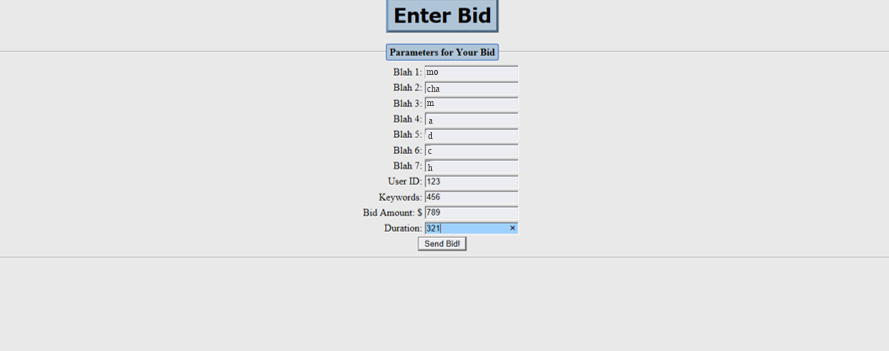 Enter Bid
Parameters for Your Bid
Blah 1: mo
Blah 2: cha
Blah 3: m
Blah 4: a
Blah 5: d
Blah 6: c
Blah 7: h
User ID: 123
Keywords: 456
Bid Amount: $ 789
Duration: 321 ×
Send Bid!